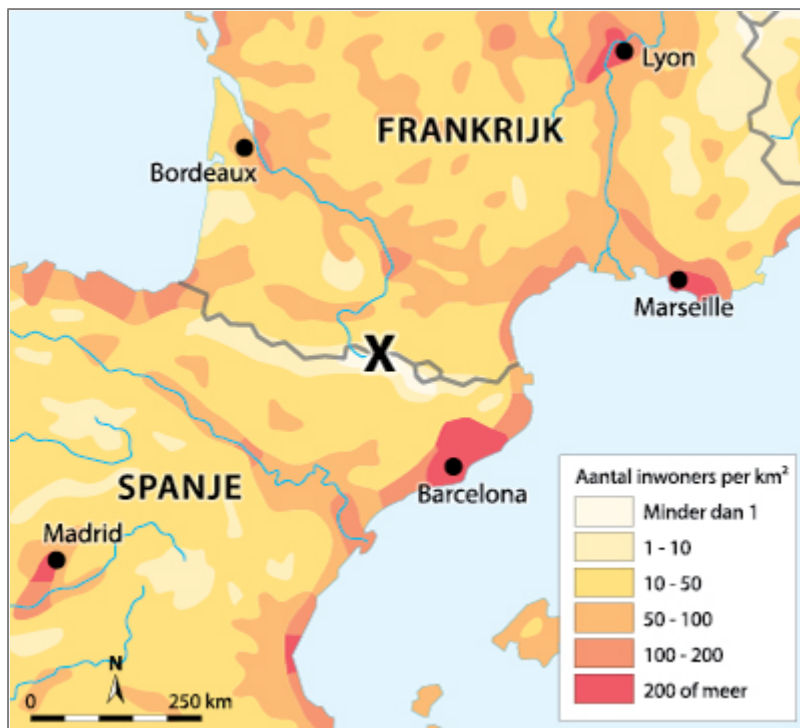 Lyon
FRANKRIJK
Bordeaux
Marseille
X
SPANJE
Barcelona
Madrid
N
0 250 km
Aantal inwoners per km²
Minder dan 1
1 - 10
10 - 50
50 - 100
100 - 200
200 of meer